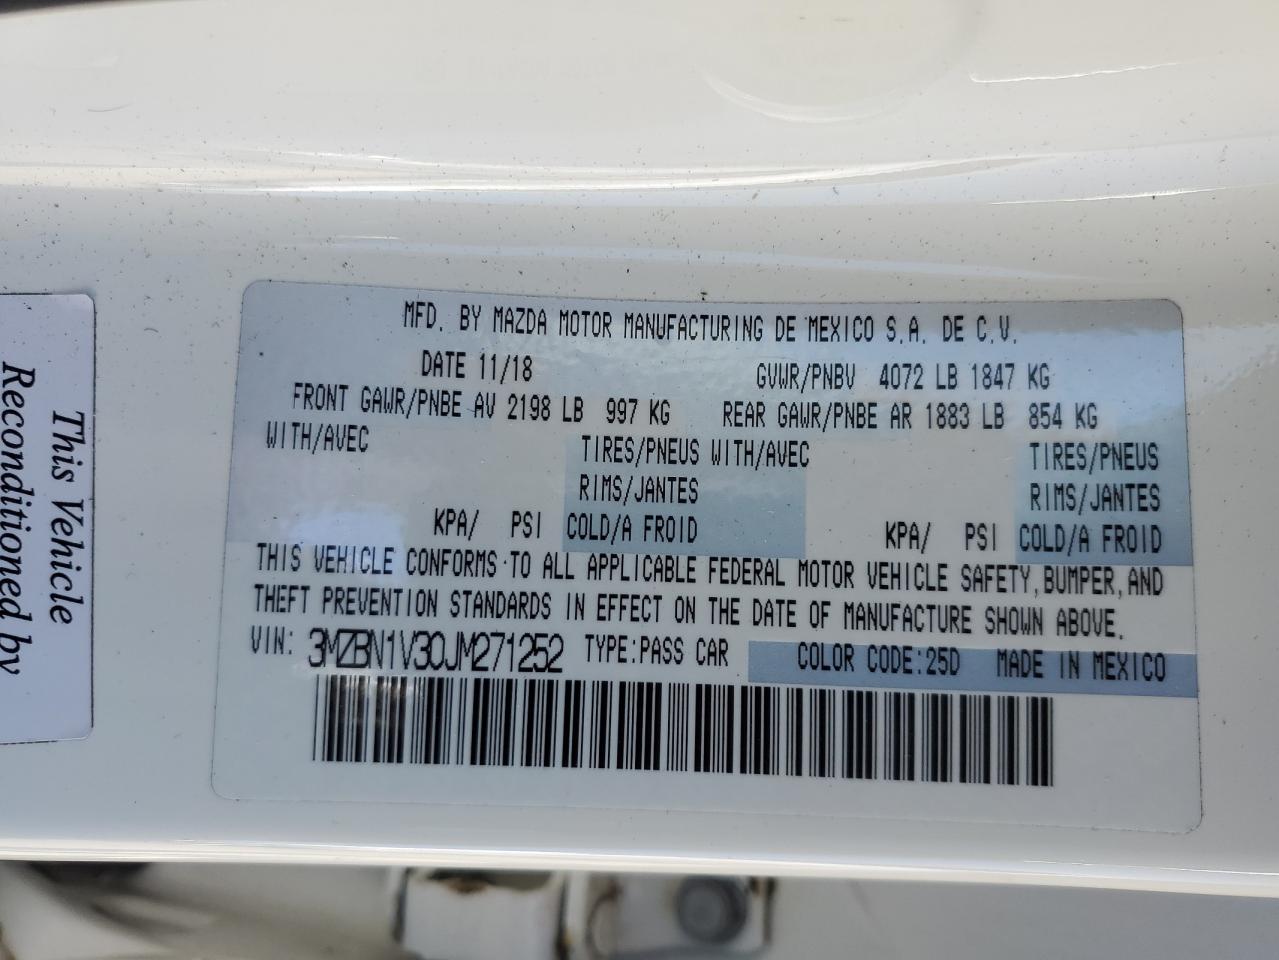 MFD. BY MAZDA MOTOR MANUFACTURING DE MEXICO S.A. DE C.V.
DATE 11/18 GVWR/PNBV 4072 LB 1847 KG
FRONT GAWR/PNBE AV 2198 LB 997 KG REAR GAWR/PNBE AR 1883 LB 854 KG
WITH/AVEC TIRES/PNEUS WITH/AVEC TIRES/PNEUS
RIMS/JANTES RIMS/JANTES
KPA/ PSI COLD/A FROID KPA/ PSI COLD/A FROID
THIS VEHICLE CONFORMS TO ALL APPLICABLE FEDERAL MOTOR VEHICLE SAFETY, BUMPER, AND
THEFT PREVENTION STANDARDS IN EFFECT ON THE DATE OF MANUFACTURE SHOWN ABOVE.
VIN: 3MZBN1V30JM271252 TYPE:PASS CAR COLOR CODE:25D MADE IN MEXICO
This Vehicle
Reconditioned by